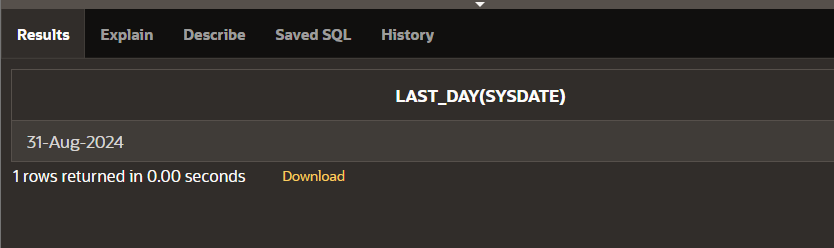 Results Explain Describe Saved SQL History
LAST_DAY(SYSDATE)
31-Aug-2024
1 rows returned in 0.00 seconds Download